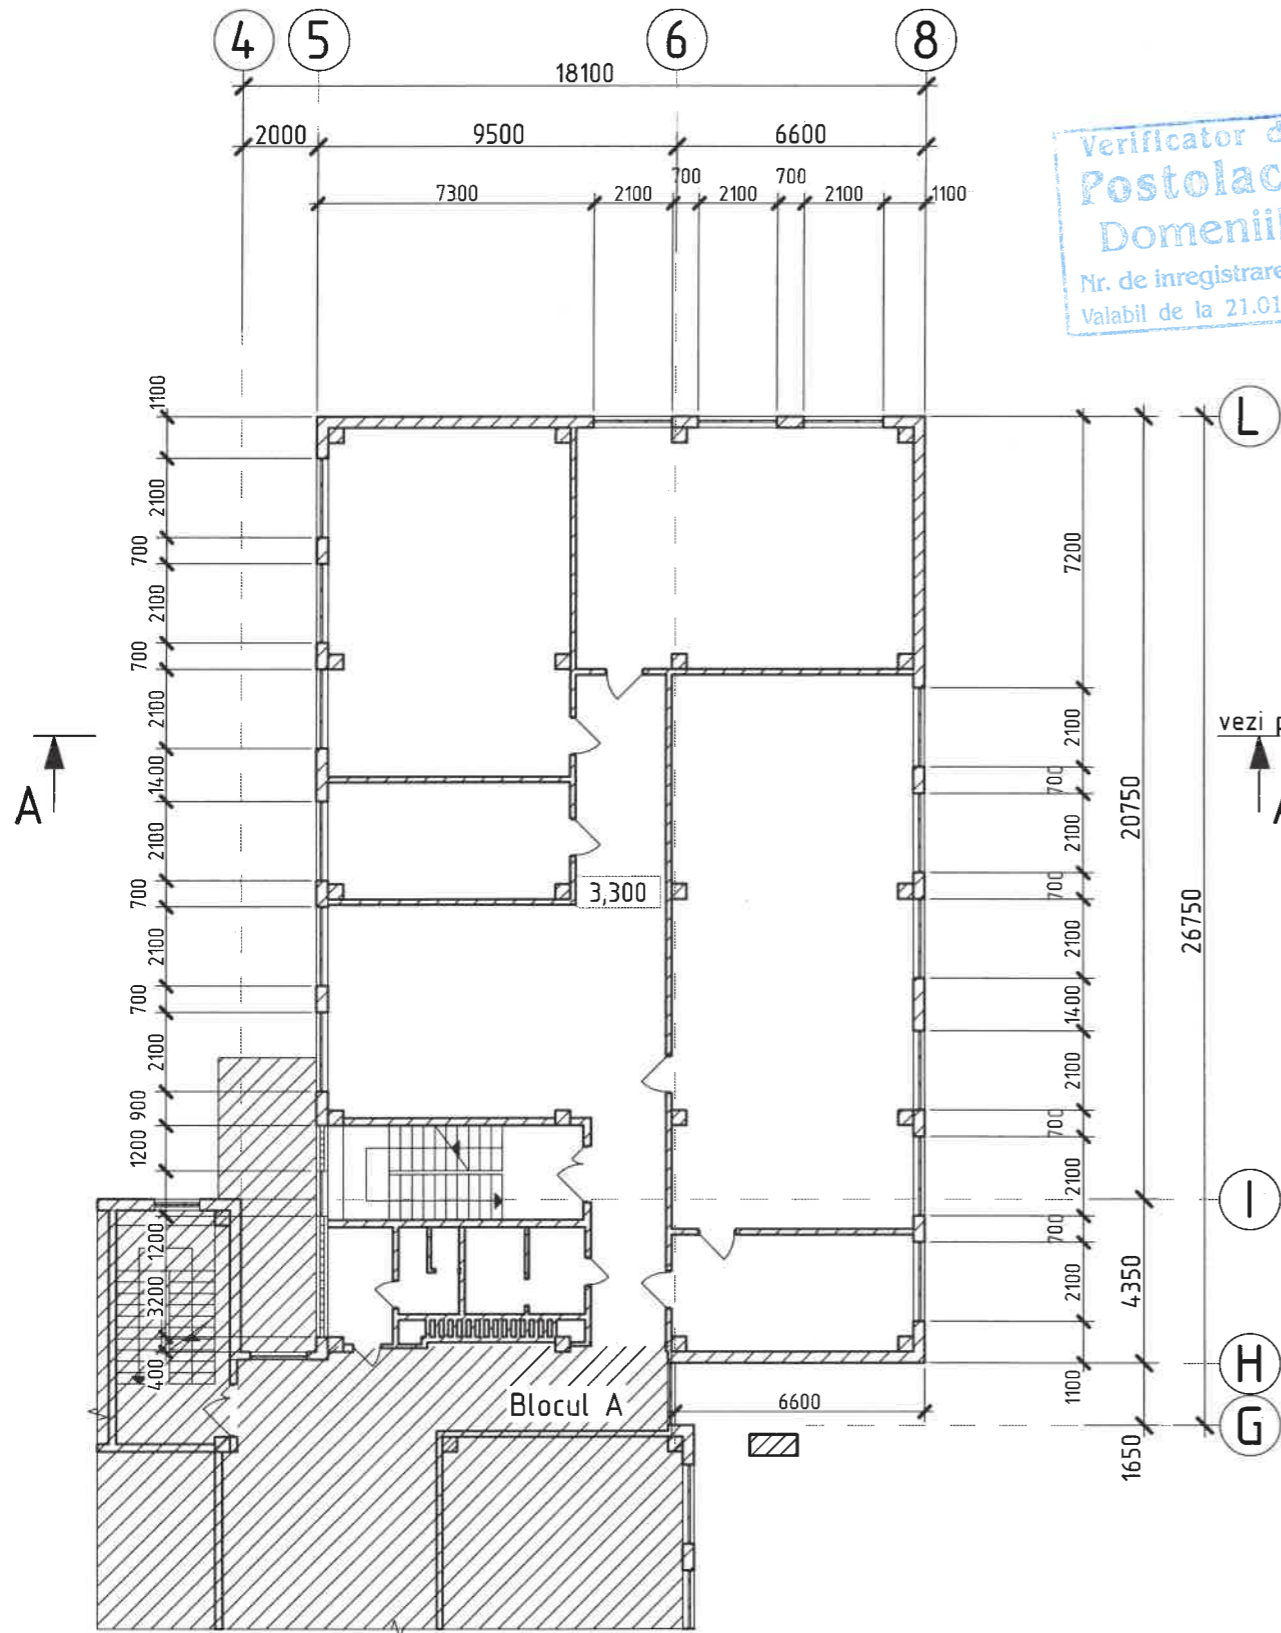 4 5 6 8
18100
2000 9500 6600
7300 2100 700 2100 700 2100 1100
Verificator d
Postolac
Domeniil
Nr. de inregistrare
Valabil de la 21.01
L
1100
2100
700
2100
700
2100
1400
2100
700
2100
700
2100
900
1200
1200
3200
400
A
vezi p
A
3,300
7200
2100
700
2100
700
2100
1400
2100
700
2100
700
2100
1100
20750
4350
1650
26750
I
H
G
Blocul A
6600